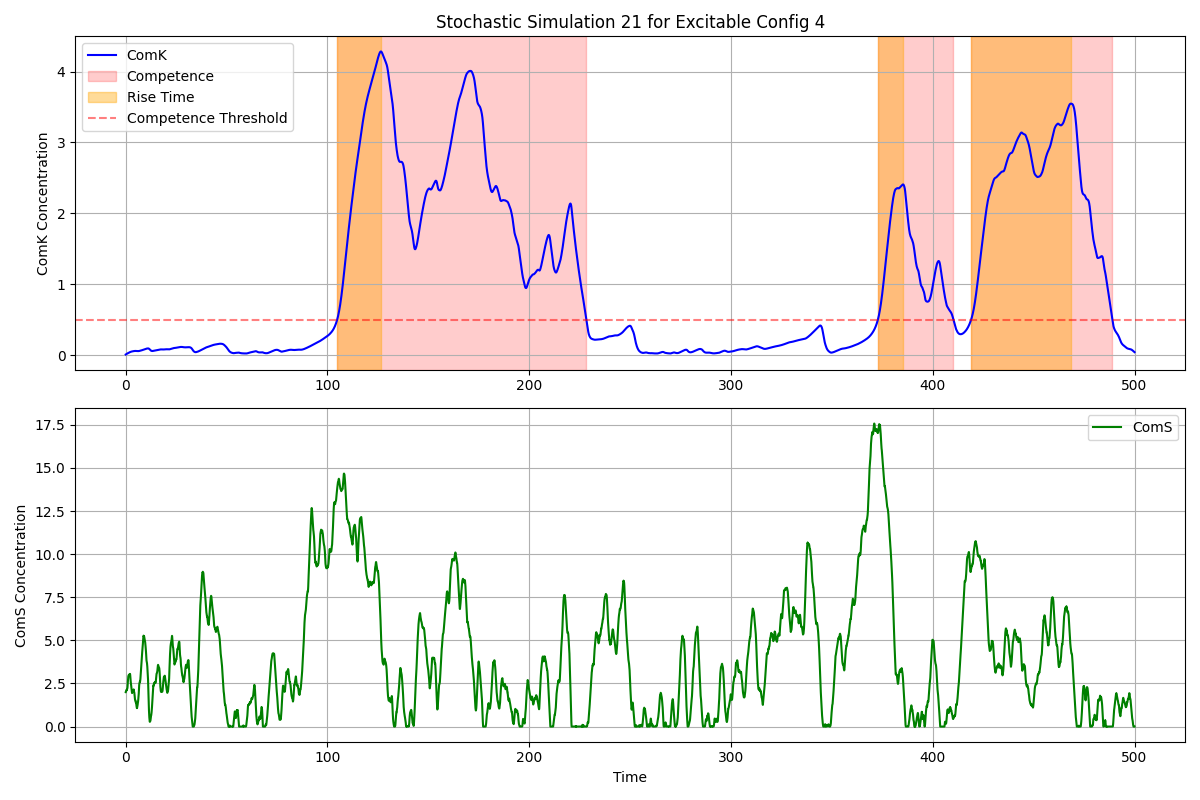 Stochastic Simulation 21 for Excitable Config 4
ComK
Competence
Rise Time
Competence Threshold
ComK Concentration
4
3
2
1
0
0 100 200 300 400 500
ComS
ComS Concentration
17.5
15.0
12.5
10.0
7.5
5.0
2.5
0.0
0 100 200 300 400 500
Time